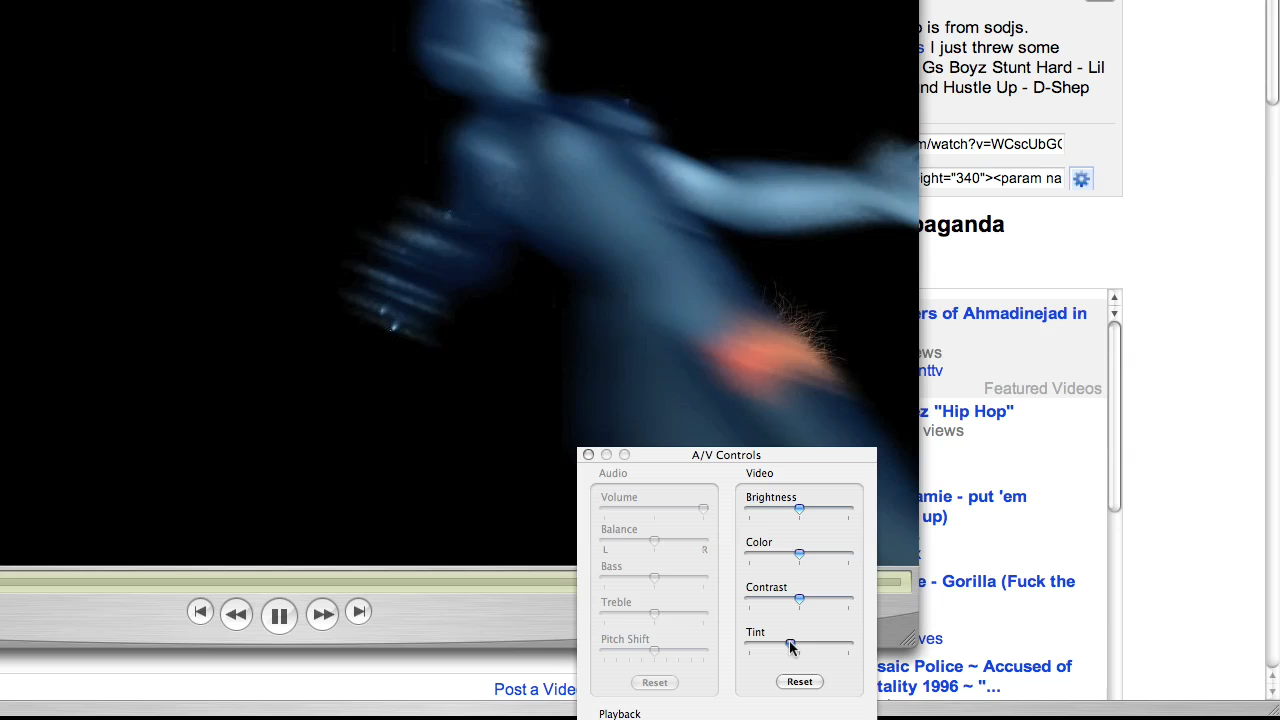 is from sodjs.
s I just threw some
Gs Boyz Stunt Hard - Lil
nd Hustle Up - D-Shep
m/watch?v=WCscUbG
ight="340"><param na
paganda
ers of Ahmadinejad in
ews
nttv
Featured Videos
z "Hip Hop"
views
amie - put 'em
up)
e - Gorilla (Fuck the
ves
saic Police ~ Accused of
tality 1996 ~ "...
A/V Controls
Audio
Volume
Balance
L R
Bass
Treble
Pitch Shift
Reset
Video
Brightness
Color
Contrast
Tint
Reset
Playback
Post a Vide